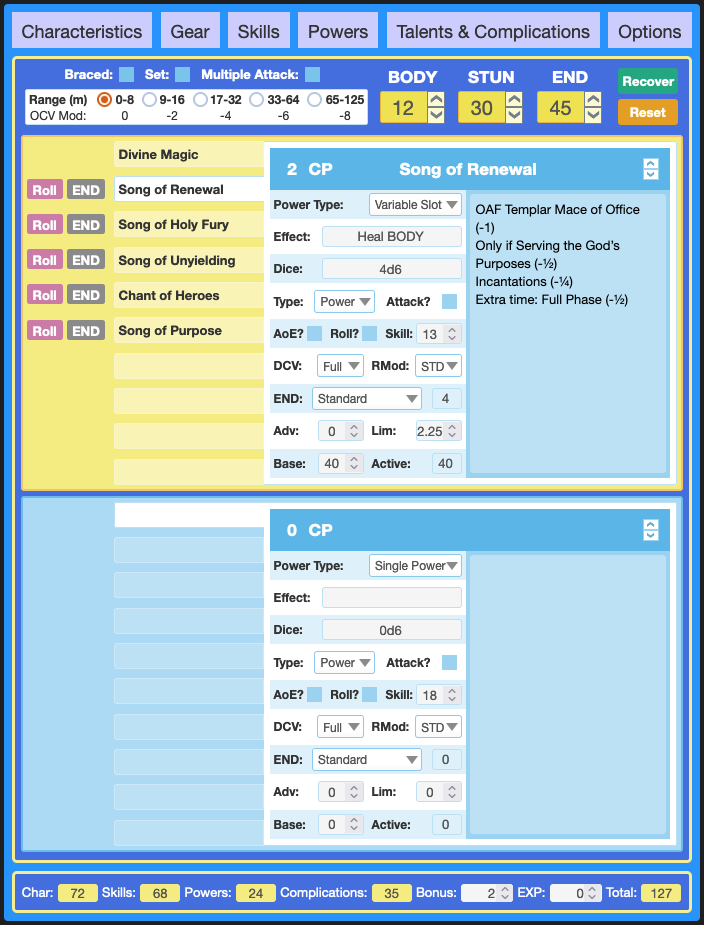 Characteristics Gear Skills Powers Talents & Complications Options
Braced: Set: Multiple Attack: BODY STUN END Recover
Range (m) 0-8 9-16 17-32 33-64 65-125 12 30 45
OCV Mod: 0 -2 -4 -6 -8 Reset
Divine Magic
2 CP Song of Renewal
Roll END Song of Renewal
Roll END Song of Holy Fury
Roll END Song of Unyielding
Roll END Chant of Heroes
Roll END Song of Purpose
Power Type: Variable Slot
Effect: Heal BODY
Dice: 4d6
Type: Power Attack?
AoE? Roll? Skill: 13
DCV: Full RMod: STD
END: Standard 4
Adv: 0 Lim: 2.25
Base: 40 Active: 40
OAF Templar Mace of Office
(-1)
Only if Serving the God's
Purposes (-½)
Incantations (-¼)
Extra time: Full Phase (-½)
0 CP
Power Type: Single Power
Effect:
Dice: 0d6
Type: Power Attack?
AoE? Roll? Skill: 18
DCV: Full RMod: STD
END: Standard 0
Adv: 0 Lim: 0
Base: 0 Active: 0
Char: 72 Skills: 68 Powers: 24 Complications: 35 Bonus: 2 EXP: 0 Total: 127